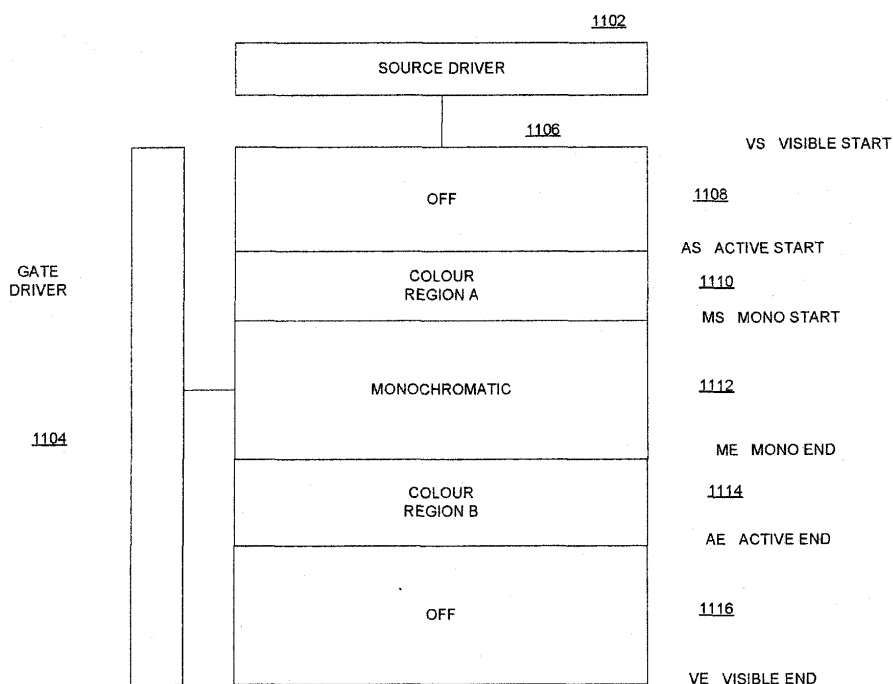 1102
SOURCE DRIVER
1106
VS VISIBLE START
OFF
1108
AS ACTIVE START
GATE
DRIVER
COLOUR
REGION A
1110
MS MONO START
MONOCHROMATIC
1112
1104
ME MONO END
COLOUR
REGION B
1114
AE ACTIVE END
OFF
1116
VE VISIBLE END